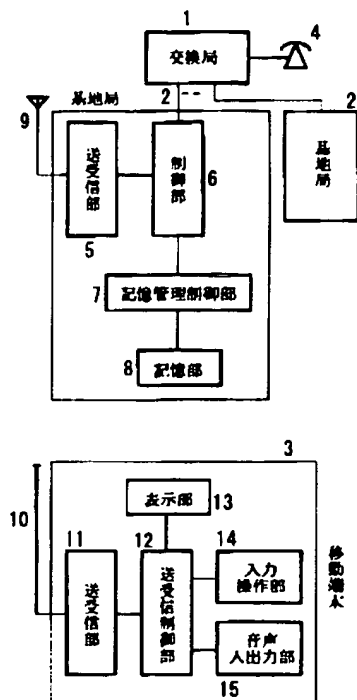 1
交換局
4
基地局
2
2
9
送受信部
制御部
基地局
6
5
7
記憶管理制御部
8
記憶部
3
表示部
13
10
11
12
14
送受信部
送受信制御部
入力
操作部
移動端末
音声
入出力部
15